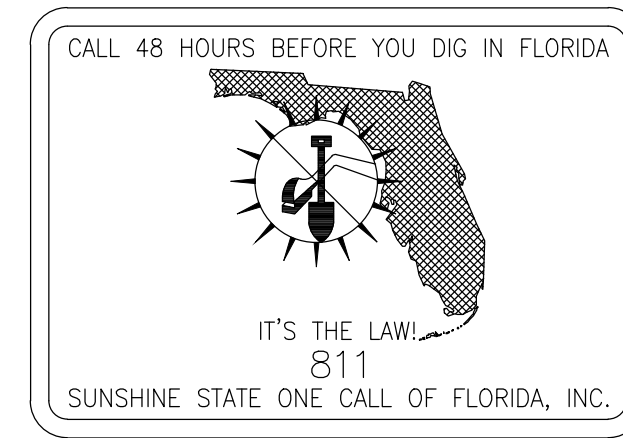 CALL 48 HOURS BEFORE YOU DIG IN FLORIDA
IT'S THE LAW!
811
SUNSHINE STATE ONE CALL OF FLORIDA, INC.